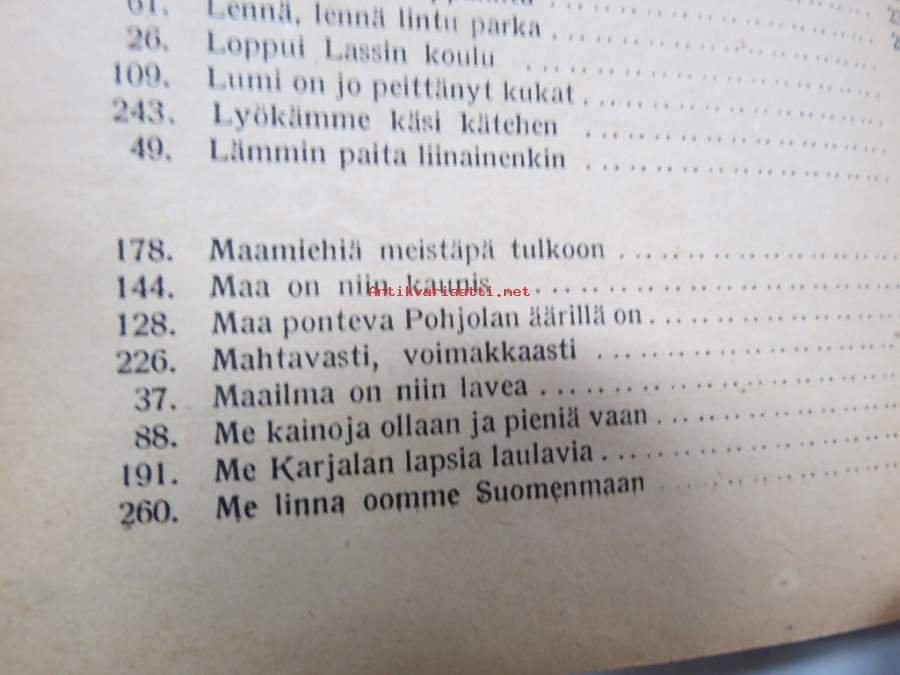 61. Lennä, lennä lintu parka
26. Loppui Lassin koulu
109. Lumi on jo peittänyt kukat
243. Lyökämme käsi kätehen
49. Lämmin paita liinainenkin
178. Maamiehiä meistäpä tulkoon
144. Maa on niin kaunis
Antikvariaatti.net
128. Maa ponteva Pohjolan äärillä on
226. Mahtavasti, voimakkaasti
37. Maailma on niin lavea
88. Me kainoja ollaan ja pieniä vaan
191. Me Karjalan lapsia laulavia
260. Me linna oomme Suomenmaan